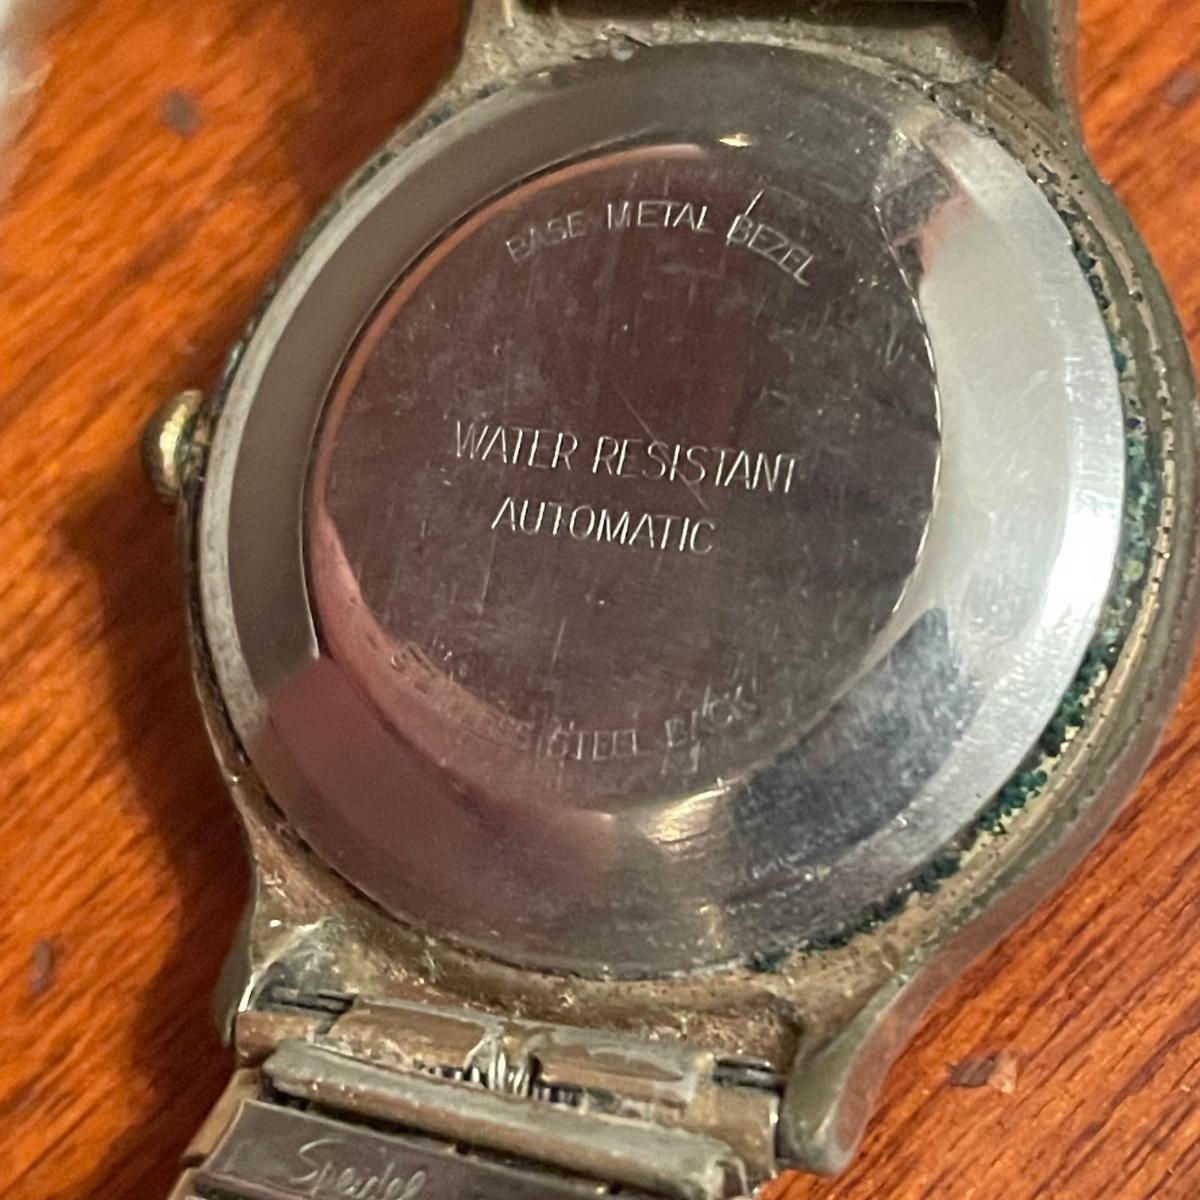 BASE METAL BEZEL
WATER RESISTANT
AUTOMATIC
STAINLESS STEEL BACK
Speidel